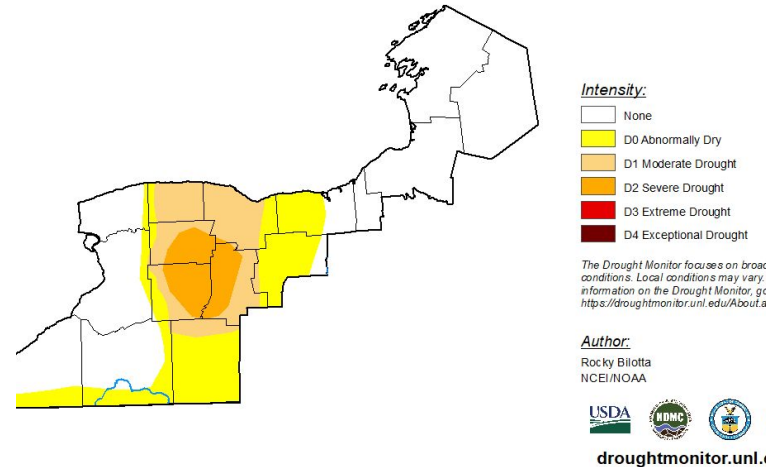 Intensity:
None
D0 Abnormally Dry
D1 Moderate Drought
D2 Severe Drought
D3 Extreme Drought
D4 Exceptional Drought
The Drought Monitor focuses on broad
conditions. Local conditions may vary.
information on the Drought Monitor, go
https://droughtmonitor.unl.edu/About.a
Author:
Rocky Bilotta
NCEI/NOAA
USDA
NDMC
droughtmonitor.unl.e